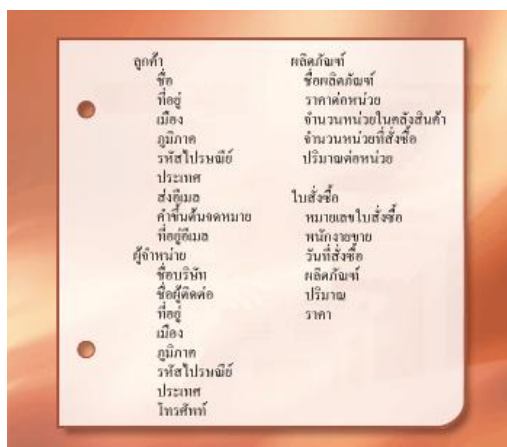 ลูกค้า
ชื่อ
ที่อยู่
เมือง
ภูมิภาค
รหัสไปรษณีย์
ประเทศ
ส่งอีเมล
คำขึ้นต้นจดหมาย
ที่อยู่อีเมล
ผู้จำหน่าย
ชื่อบริษัท
ชื่อผู้ติดต่อ
ที่อยู่
เมือง
ภูมิภาค
รหัสไปรษณีย์
ประเทศ
โทรศัพท์
ผลิตภัณฑ์
ชื่อผลิตภัณฑ์
ราคาต่อหน่วย
จำนวนหน่วยในคลังสินค้า
จำนวนหน่วยที่สั่งซื้อ
ปริมาณต่อหน่วย
ใบสั่งซื้อ
หมายเลขใบสั่งซื้อ
พนักงายขาย
วันที่สั่งซื้อ
ผลิตภัณฑ์
ปริมาณ
ราคา